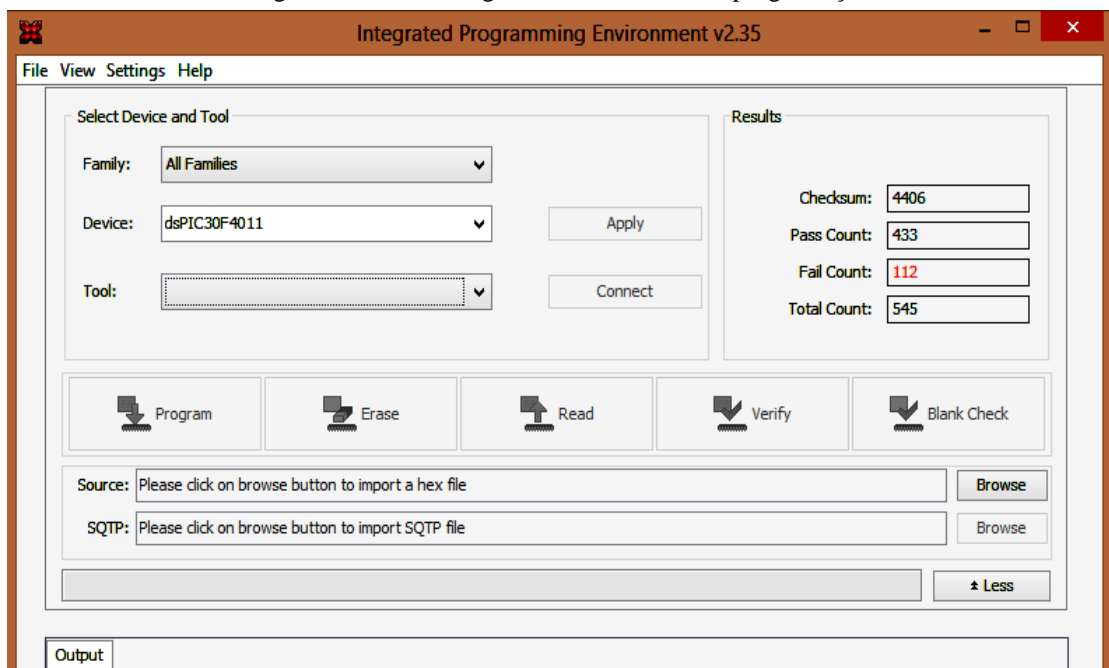 Integrated Programming Environment v2.35
File View Settings Help
Select Device and Tool
Family: All Families
Device: dsPIC30F4011
Apply
Tool:
Connect
Results
Checksum: 4406
Pass Count: 433
Fail Count: 112
Total Count: 545
Program Erase Read Verify Blank Check
Source: Please click on browse button to import a hex file Browse
SQTP: Please click on browse button to import SQTP file Browse
Less
Output